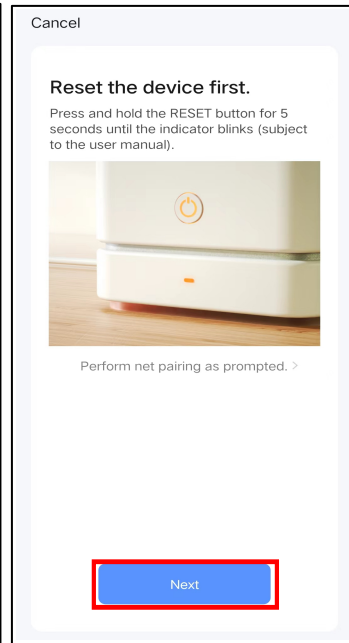 Cancel
Reset the device first.
Press and hold the RESET button for 5
seconds until the indicator blinks (subject
to the user manual).
Perform net pairing as prompted. >
Next